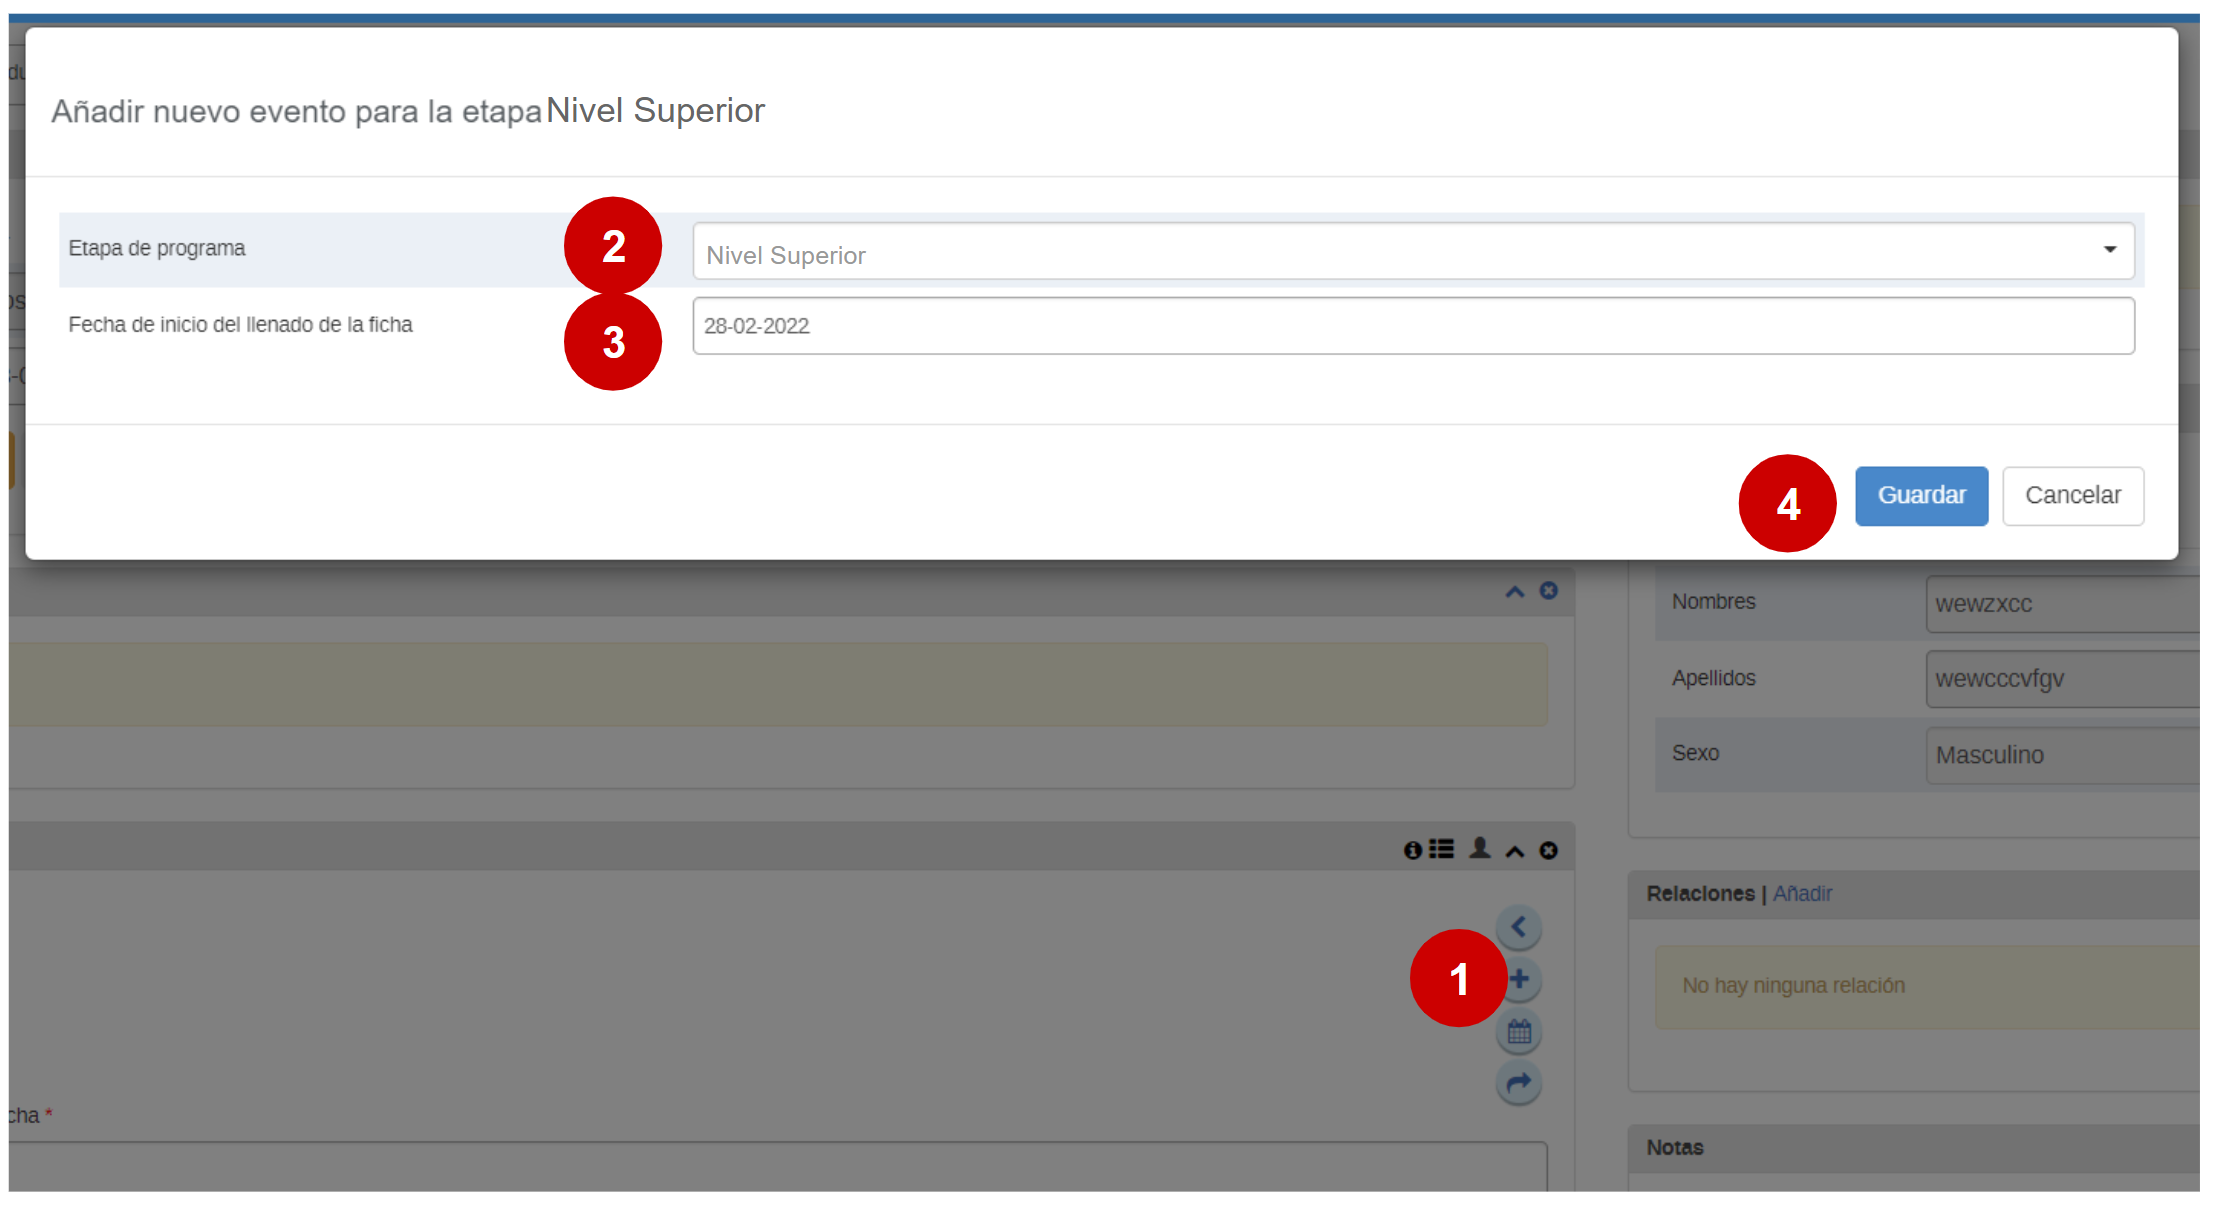 Añadir nuevo evento para la etapa Nivel Superior
Etapa de programa
2
Nivel Superior
Fecha de inicio del llenado de la ficha
3
28-02-2022
4
Guardar
Cancelar
Nombres
wewzxcc
Apellidos
wewcccvfgv
Sexo
Masculino
Relaciones | Añadir
1
No hay ninguna relación
cha *
Notas